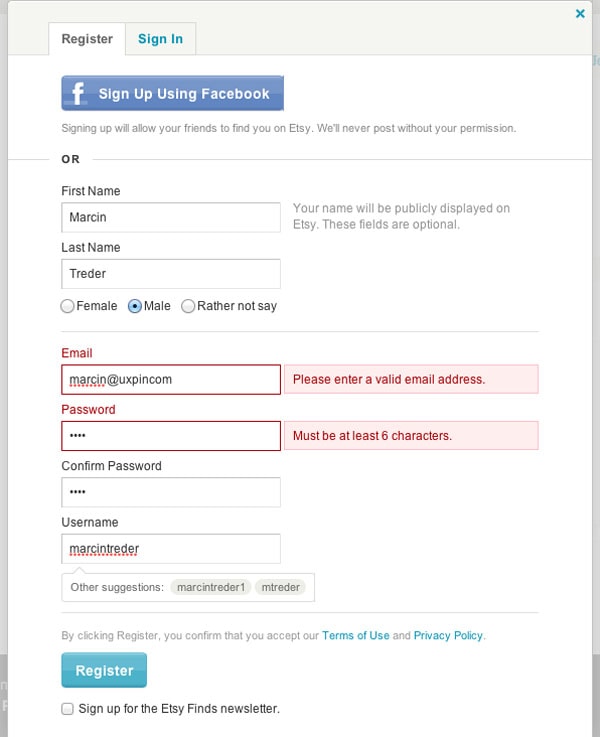 Register Sign In
f Sign Up Using Facebook
Signing up will allow your friends to find you on Etsy. We'll never post without your permission.
OR
First Name
Marcin
Your name will be publicly displayed on
Etsy. These fields are optional.
Last Name
Treder
Female Male Rather not say
Email
marcin@uxpincom Please enter a valid email address.
Password
•••• Must be at least 6 characters.
Confirm Password
••••
Username
marcintreder
Other suggestions: marcintreder1 mtreder
By clicking Register, you confirm that you accept our Terms of Use and Privacy Policy.
Register
Sign up for the Etsy Finds newsletter.